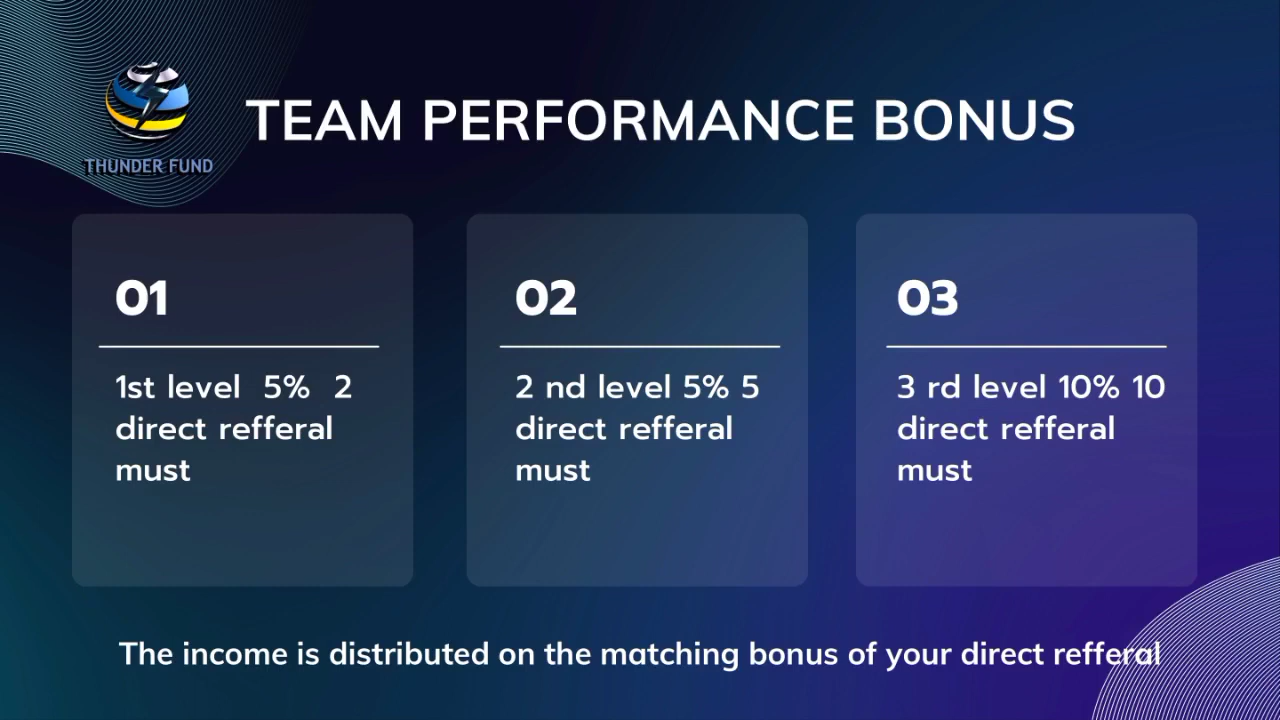 THUNDER FUND
TEAM PERFORMANCE BONUS
01
1st level 5% 2
direct refferal
must
02
2 nd level 5% 5
direct refferal
must
03
3 rd level 10% 10
direct refferal
must
The income is distributed on the matching bonus of your direct refferal